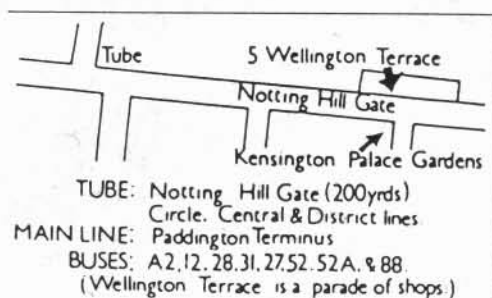 Tube
5 Wellington Terrace
Notting Hill Gate
Kensington Palace Gardens
TUBE: Notting Hill Gate (200yrds)
Circle. Central & District lines
MAIN LINE: Paddington Terminus
BUSES: A2, 12, 28. 31, 27, 52. 52A, & 88.
(Wellington Terrace is a parade of shops.)